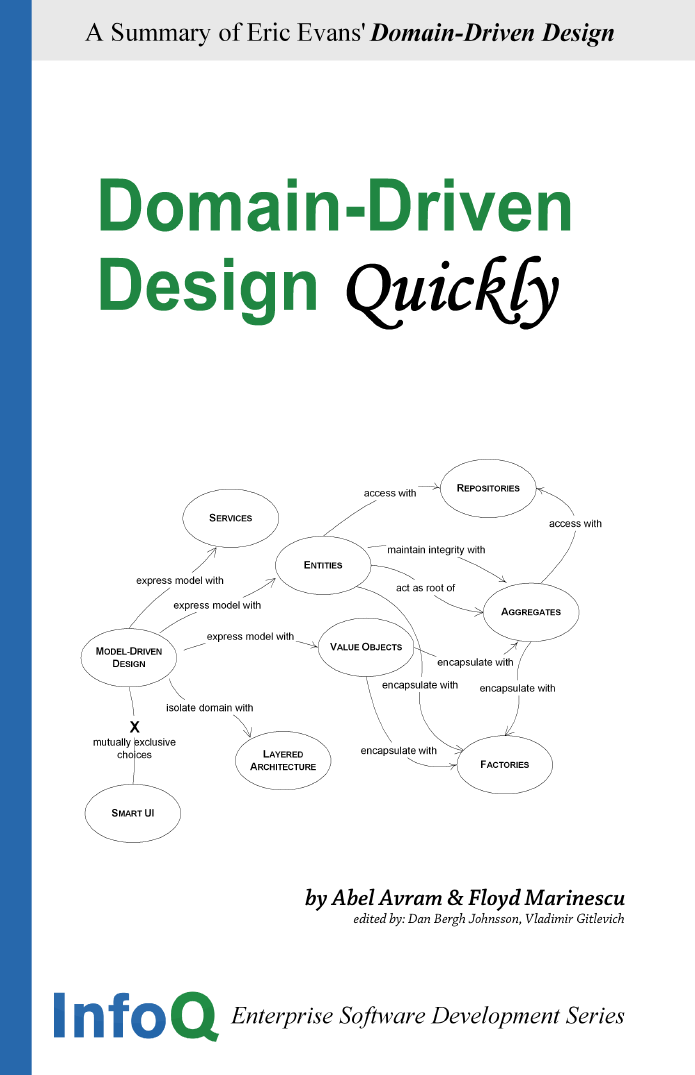 A Summary of Eric Evans' Domain-Driven Design
Domain-Driven
Design Quickly
REPOSITORIES
access with
SERVICES
access with
maintain integrity with
ENTITIES
express model with
act as root of
express model with
AGGREGATES
express model with
VALUE OBJECTS
MODEL-DRIVEN
DESIGN
encapsulate with
encapsulate with
encapsulate with
isolate domain with
X
mutually exclusive
choices
encapsulate with
LAYERED
ARCHITECTURE
FACTORIES
SMART UI
by Abel Avram & Floyd Marinescu
edited by: Dan Bergh Johnsson, Vladimir Gitlevich
InfoQ Enterprise Software Development Series